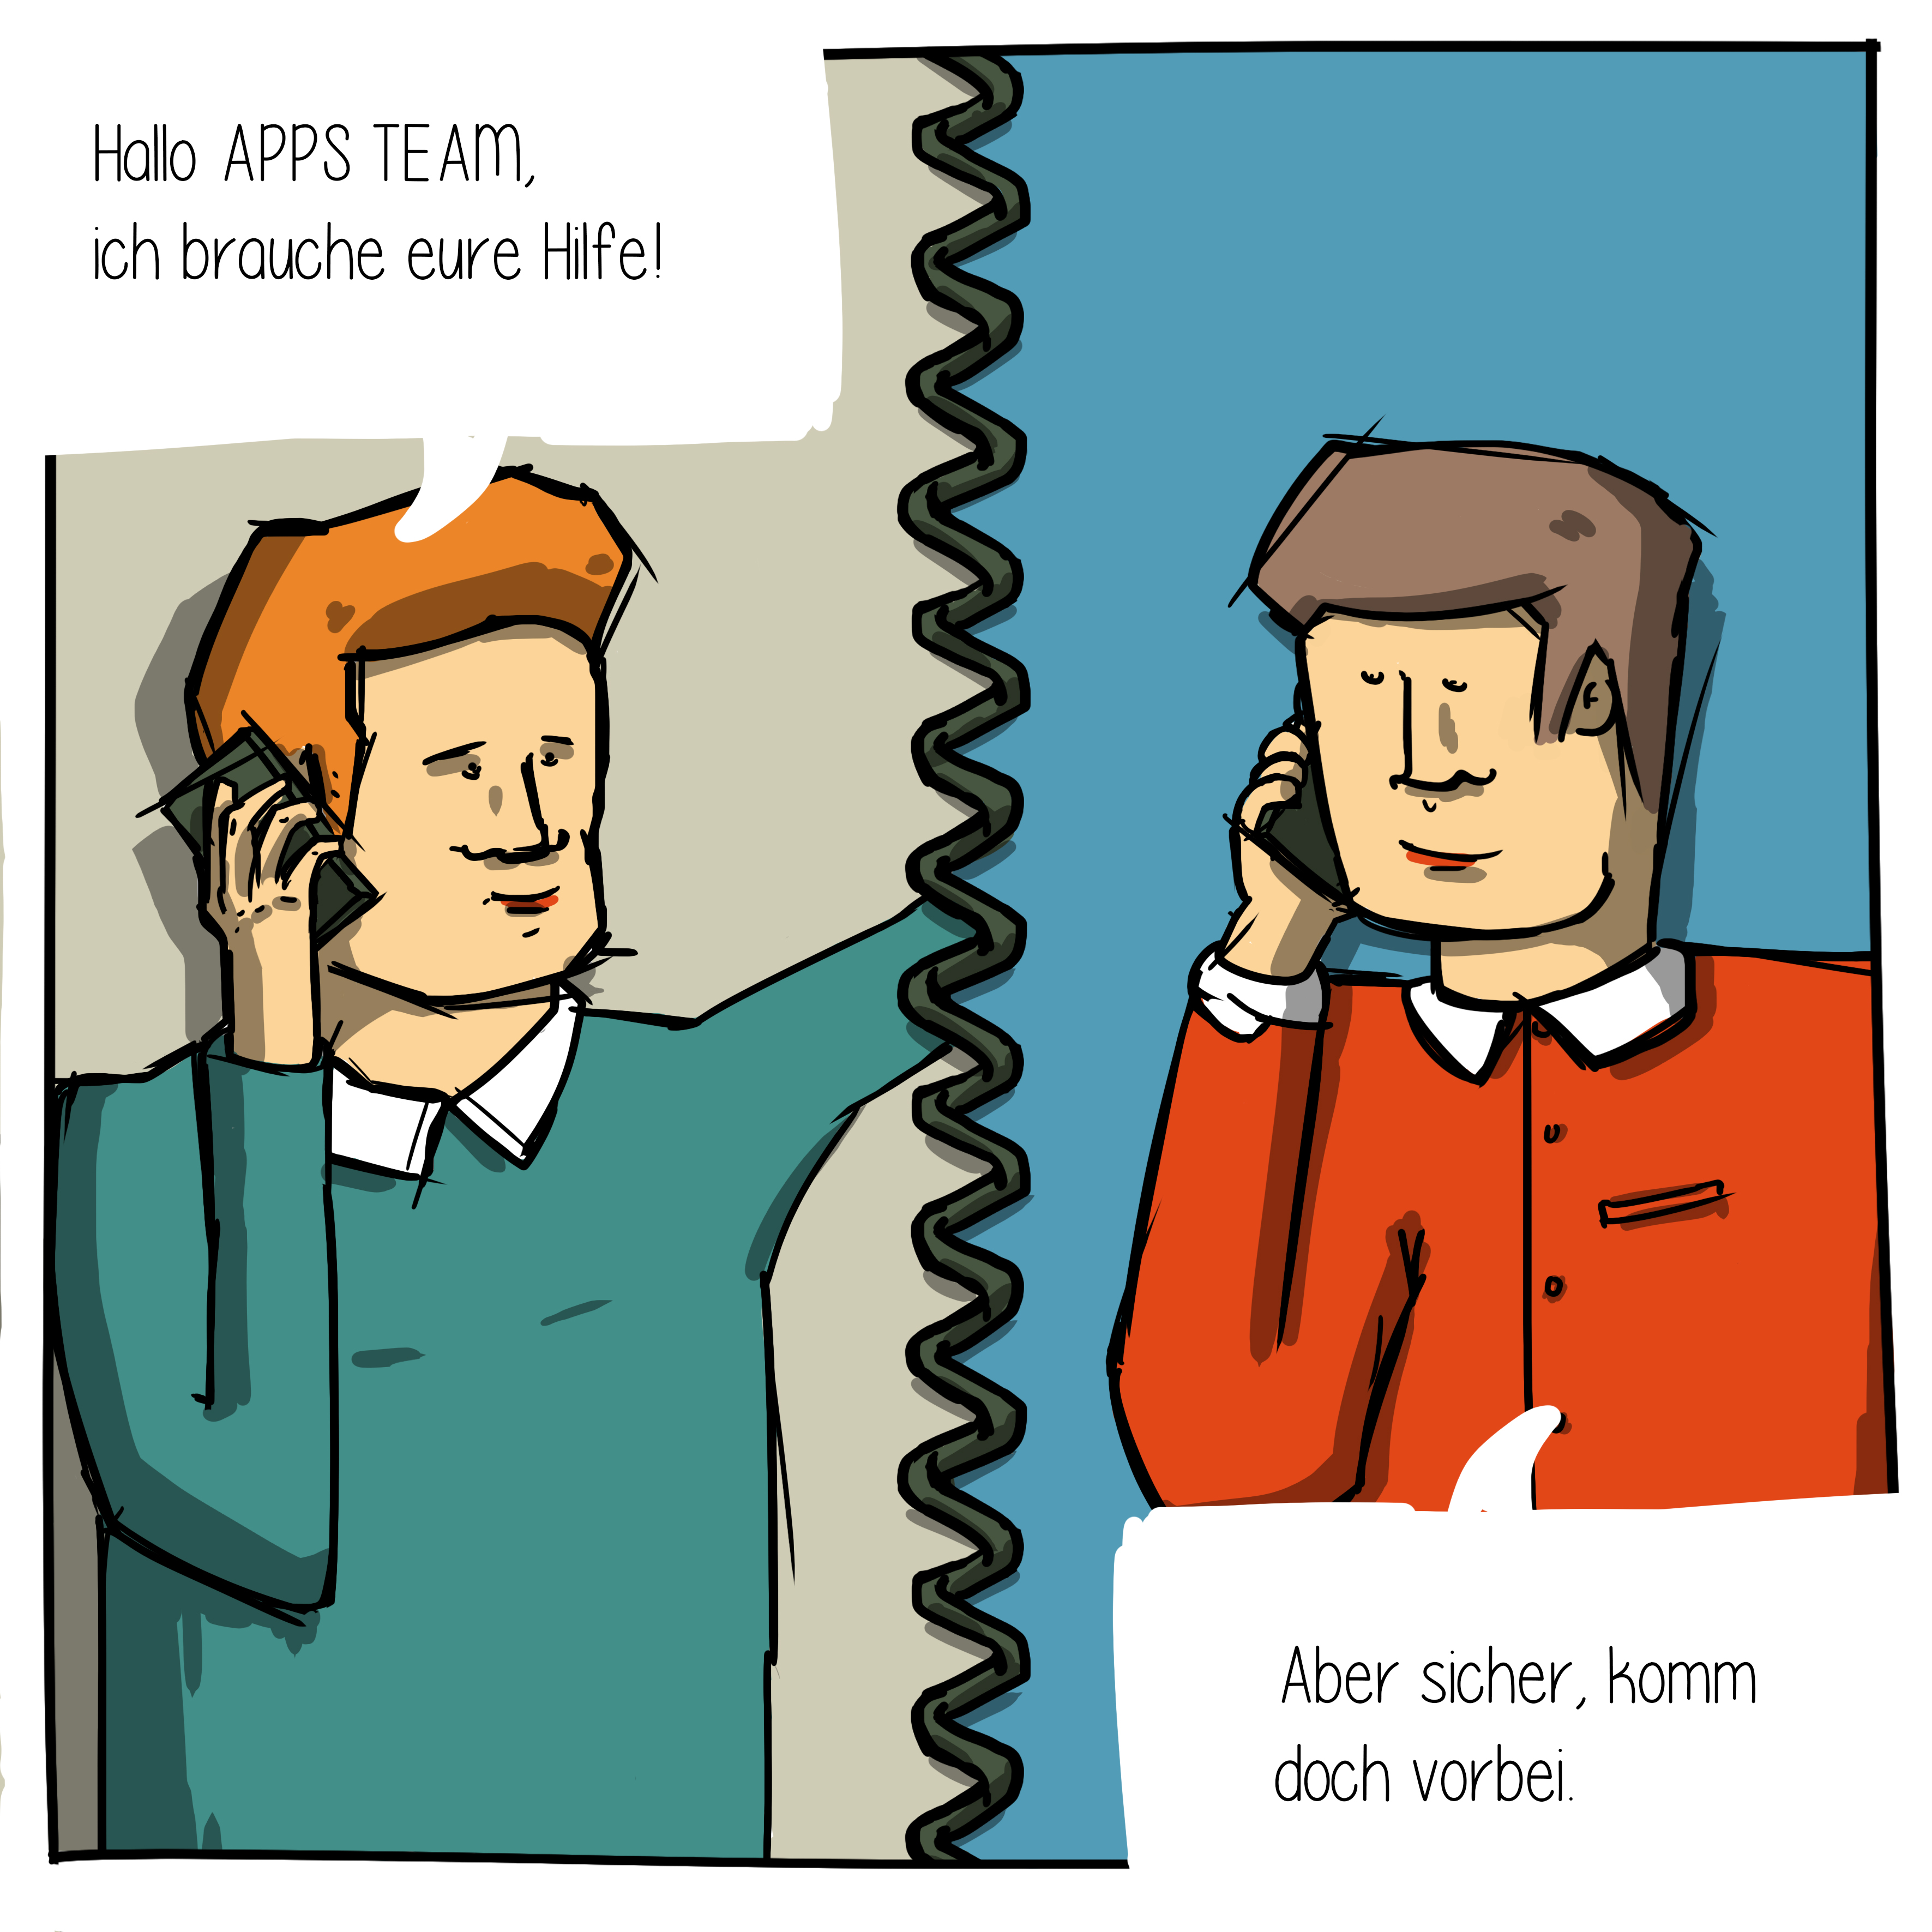 Hallo APPS TEAM,
ich brauche eure Hilfe!
Aber sicher, komm
doch vorbei.